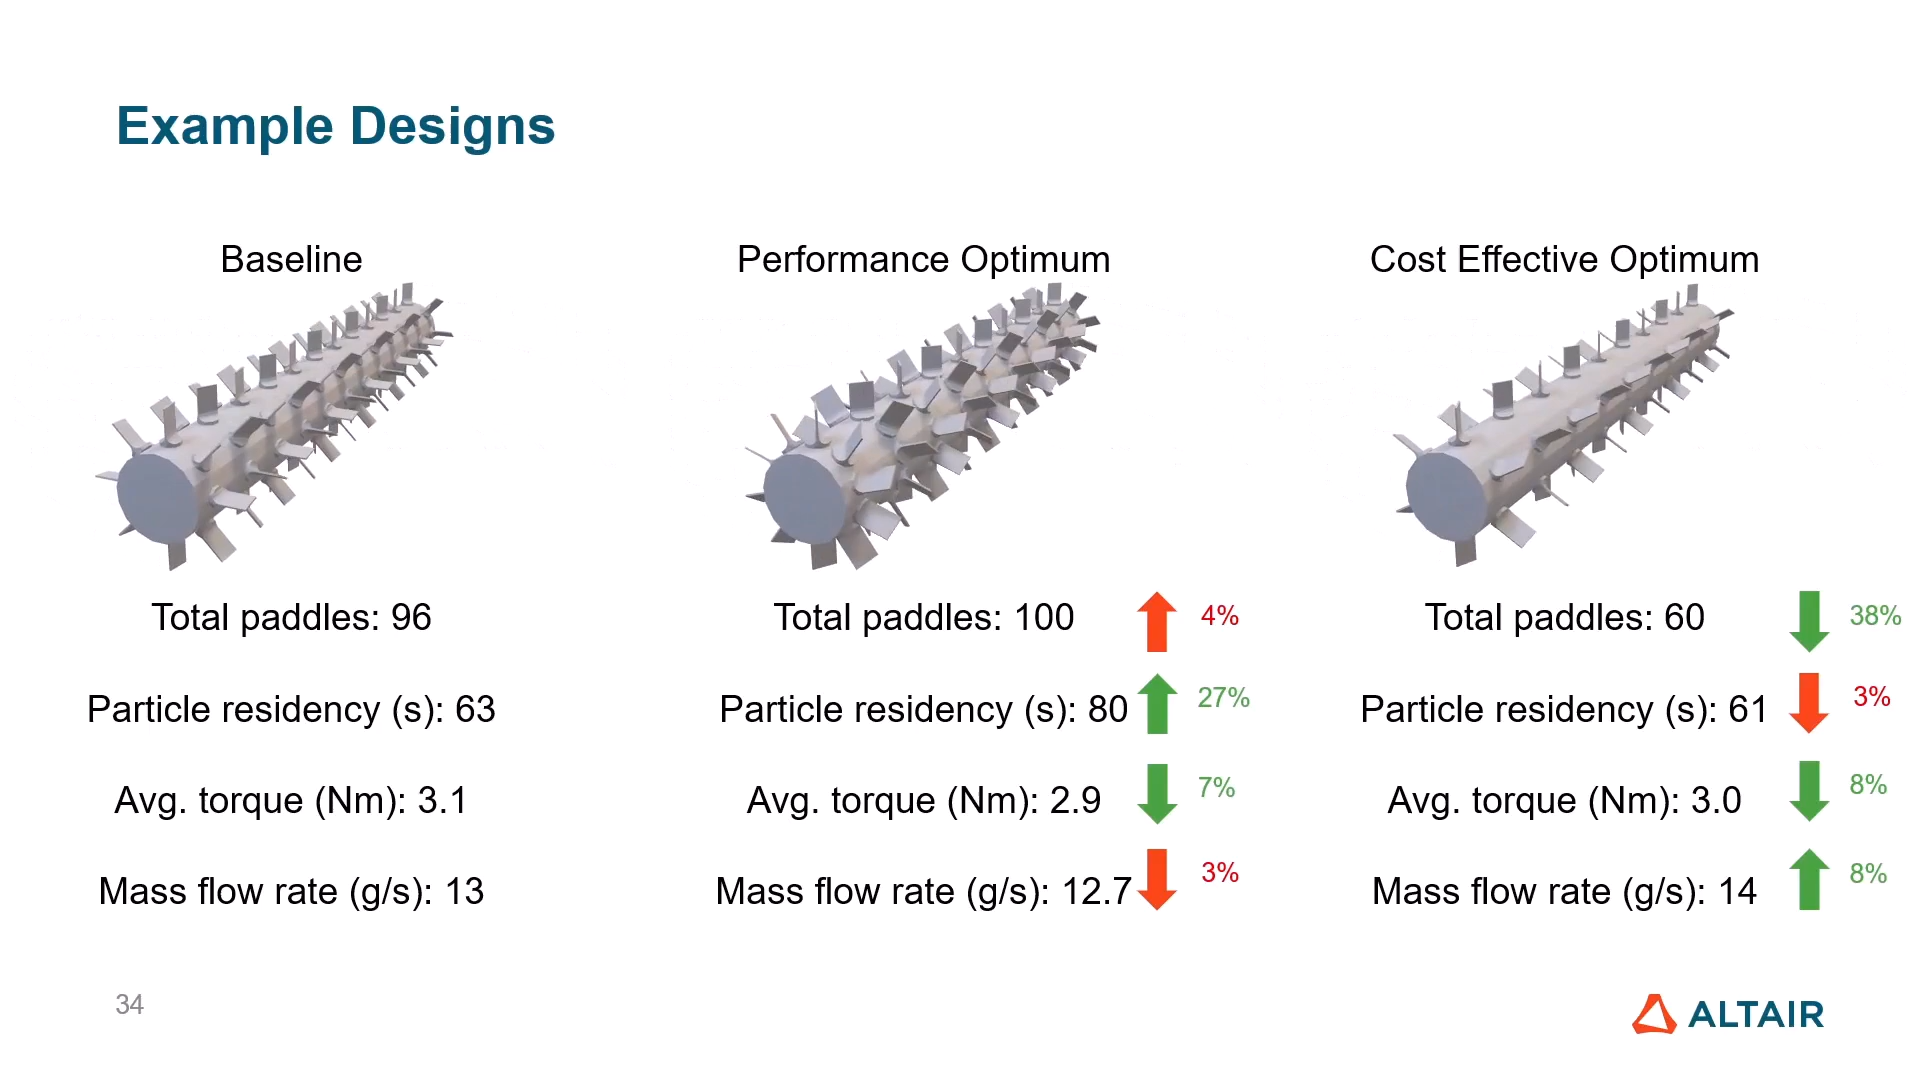 Example Designs
Baseline
Total paddles: 96
Particle residency (s): 63
Avg. torque (Nm): 3.1
Mass flow rate (g/s): 13
Performance Optimum
Total paddles: 100 4%
Particle residency (s): 80 27%
Avg. torque (Nm): 2.9 7%
Mass flow rate (g/s): 12.7 3%
Cost Effective Optimum
Total paddles: 60 38%
Particle residency (s): 61 3%
Avg. torque (Nm): 3.0 8%
Mass flow rate (g/s): 14 8%
34
ALTAIR